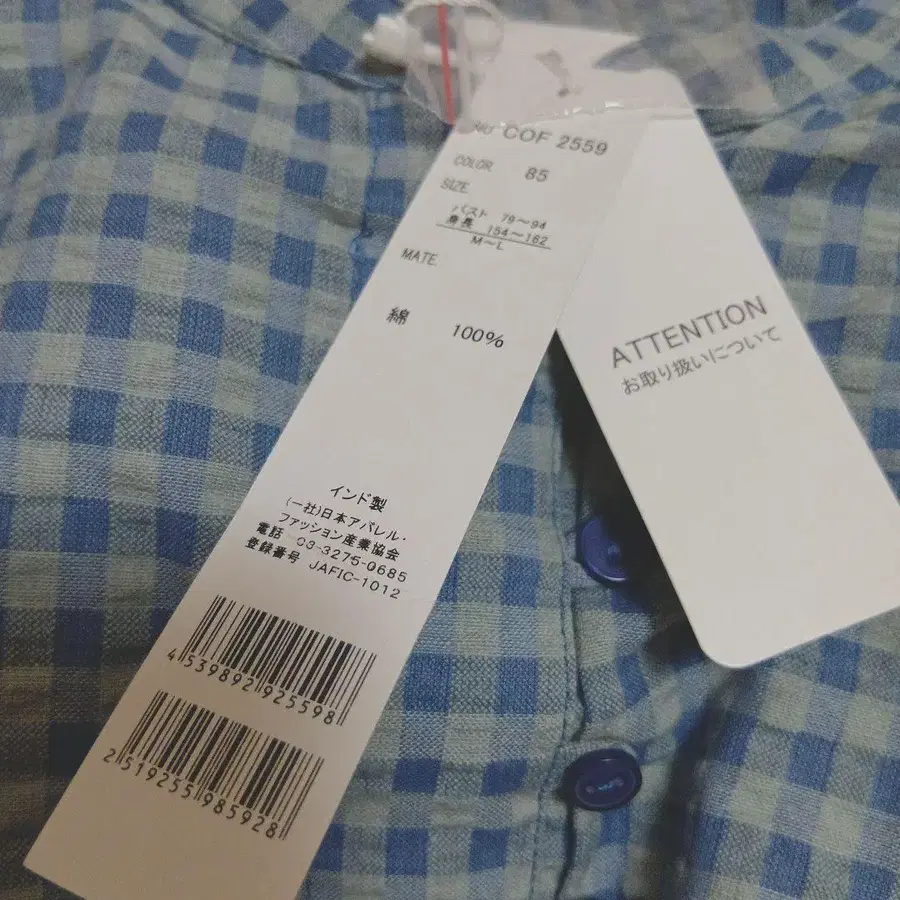 COF 2559
COLOR 85
SIZE
バスト 79〜94
身長 154〜162
M〜L
MATE
綿 100%
インド製
(一社)日本アパレル・
ファッション産業協会
電話 03-3275-0685
登録番号 JAFIC-1012
4539892925598
2519255985928
ATTENTION
お取り扱いについて